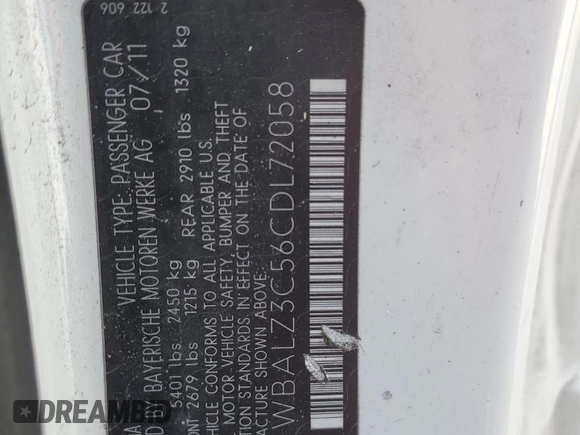 VEHICLE TYPE: PASSENGER CAR
BAYERISCHE MOTOREN WERKE AG 07/11
5401 lbs 2450 kg
2679 lbs 1215 kg REAR 2910 lbs 1320 kg
VEHICLE CONFORMS TO ALL APPLICABLE U.S.
MOTOR VEHICLE SAFETY, BUMPER AND THEFT
STANDARDS IN EFFECT ON THE DATE OF
SHOWN ABOVE:
WBALZ3C56CDL72058
2 122 606
DREAMBID